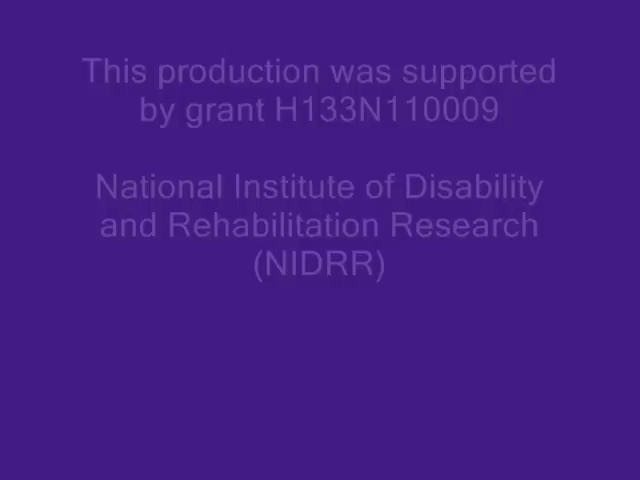 This production was supported
by grant H133N110009
National Institute of Disability
and Rehabilitation Research
(NIDRR)